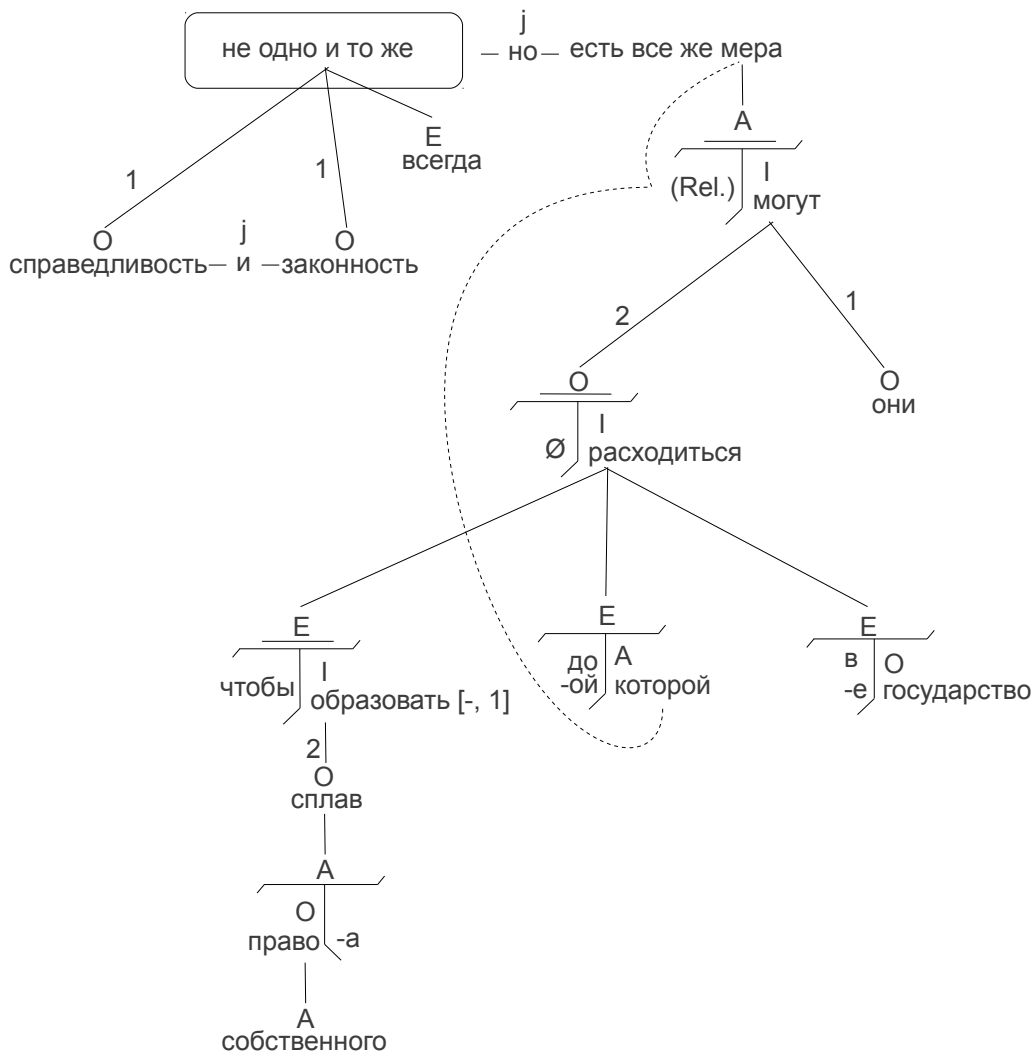 j
не одно и то же — но — есть все же мера
A
E
всегда
(Rel.) I
могут
1 1
O j O
справедливость — и — законность
2 1
O O
они
I
Ø расходиться
E E E
чтобы I до A в O
образовать [-, 1] -ой которой -е государство
2
O
сплав
A
O
право -а
A
собственного